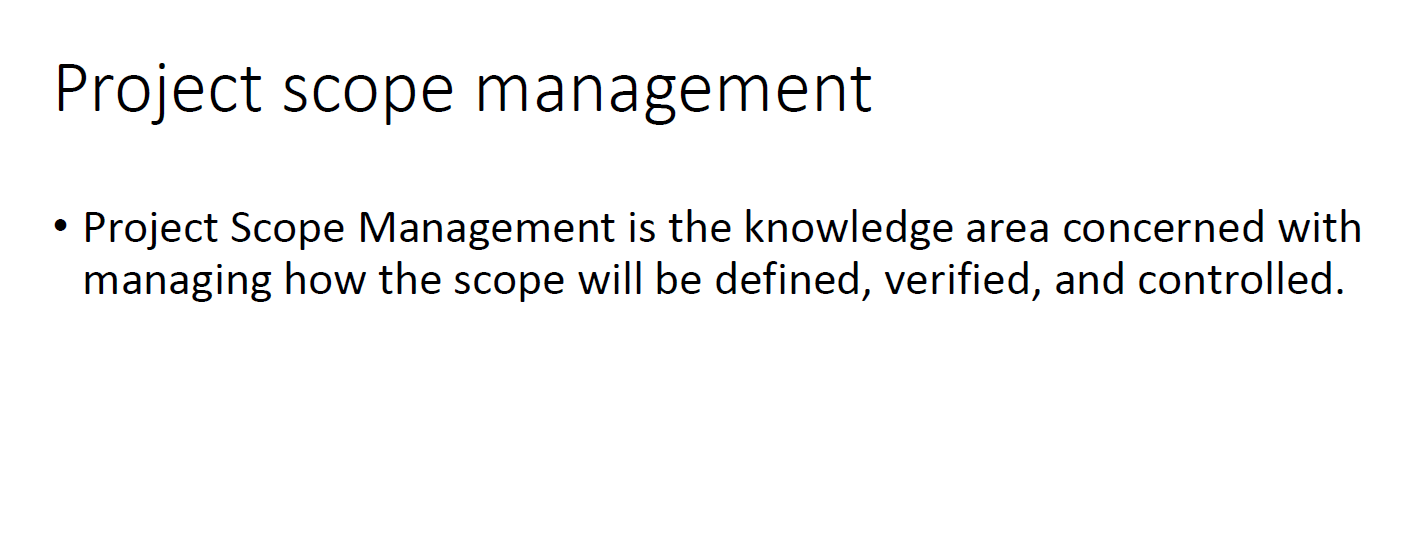 Project scope management
• Project Scope Management is the knowledge area concerned with
managing how the scope will be defined, verified, and controlled.